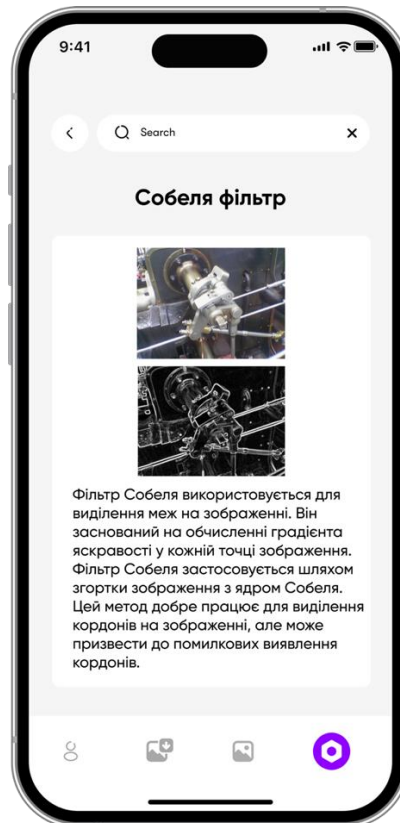 9:41
Search
Собеля фільтр
Фільтр Собеля використовується для
виділення меж на зображенні. Він
заснований на обчисленні градієнта
яскравості у кожній точці зображення.
Фільтр Собеля застосовується шляхом
згортки зображення з ядром Собеля.
Цей метод добре працює для виділення
кордонів на зображенні, але може
призвести до помилкових виявлення
кордонів.